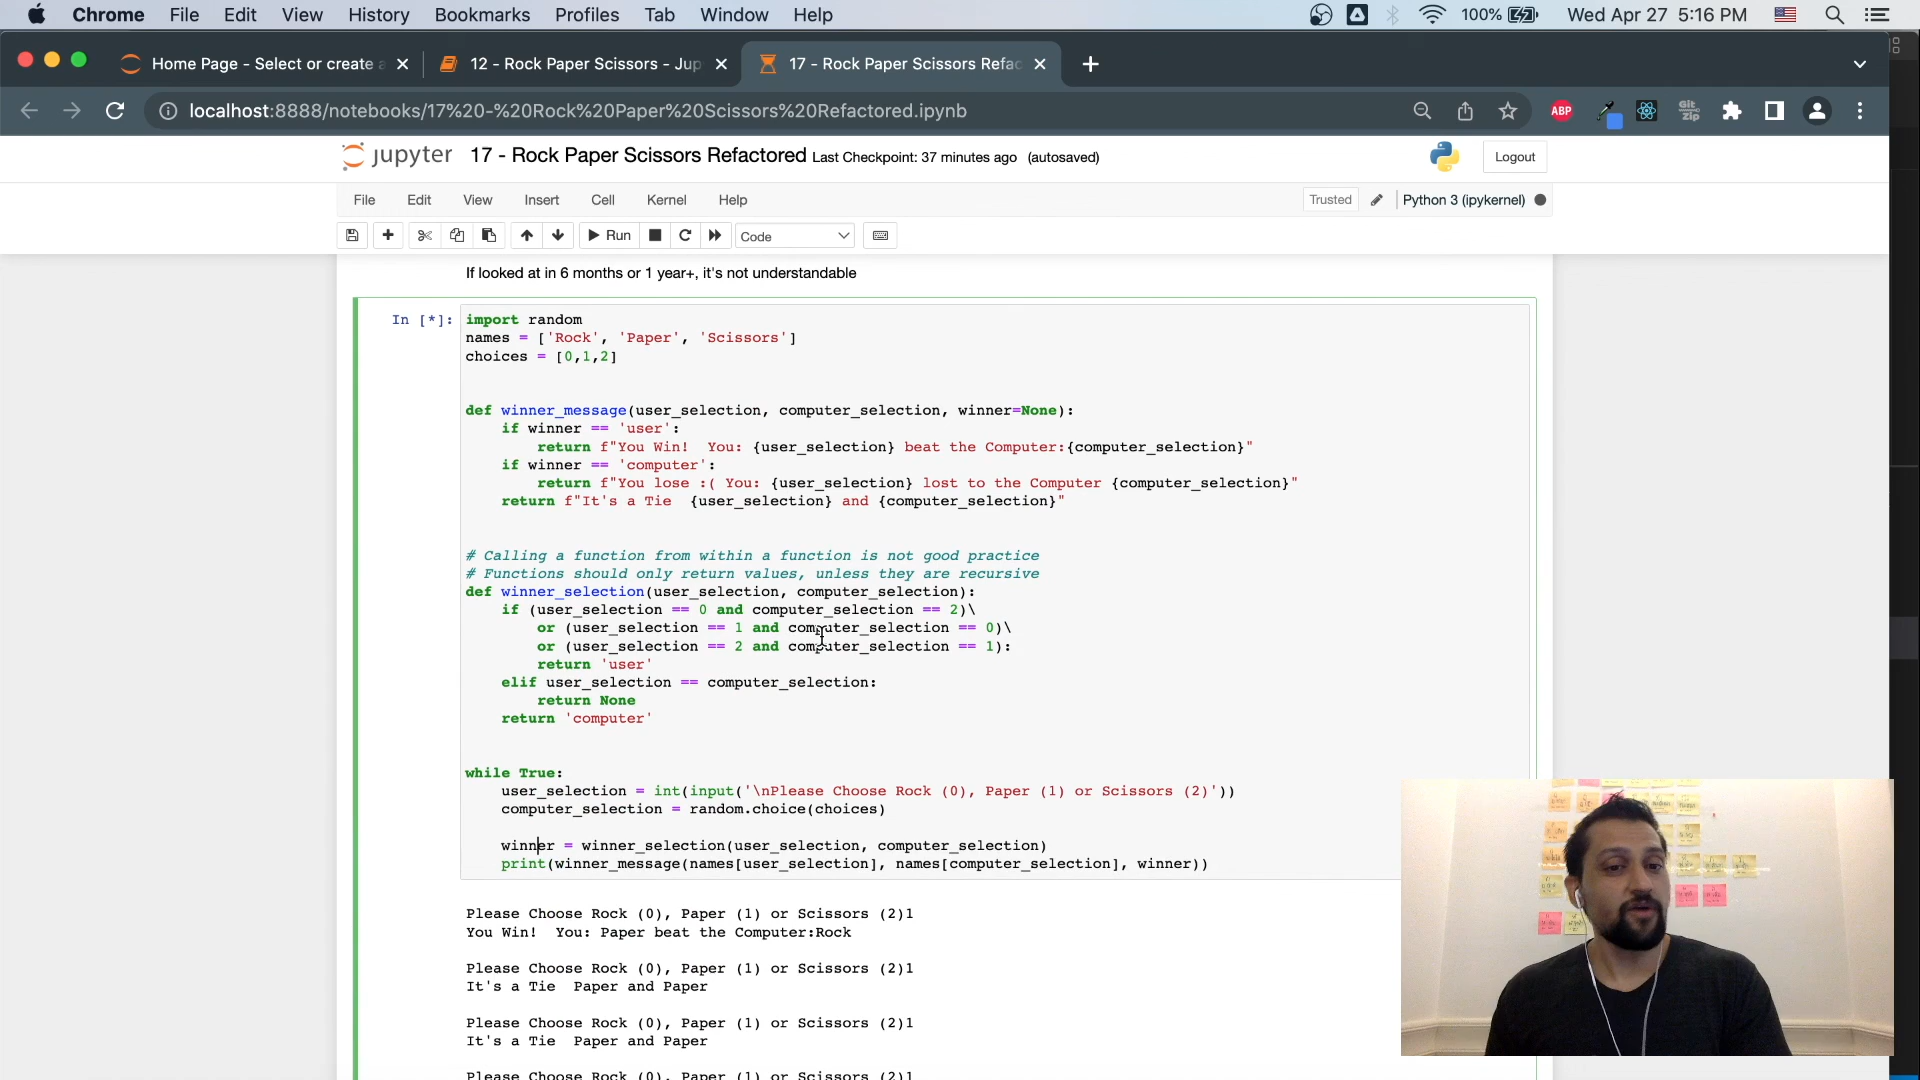 Chrome File Edit View History Bookmarks Profiles Tab Window Help 100% Wed Apr 27 5:16 PM
Home Page - Select or create a 12 - Rock Paper Scissors - Jup 17 - Rock Paper Scissors Refac
localhost:8888/notebooks/17%20-%20Rock%20Paper%20Scissors%20Refactored.ipynb ABP Git Zip
jupyter 17 - Rock Paper Scissors Refactored Last Checkpoint: 37 minutes ago (autosaved) Logout
File Edit View Insert Cell Kernel Help Trusted Python 3 (ipykernel)
Run Code
If looked at in 6 months or 1 year+, it's not understandable
In [*]: import random
names = ['Rock', 'Paper', 'Scissors']
choices = [0,1,2]
def winner_message(user_selection, computer_selection, winner=None):
    if winner == 'user':
        return f"You Win!  You: {user_selection} beat the Computer:{computer_selection}"
    if winner == 'computer':
        return f"You lose :( You: {user_selection} lost to the Computer {computer_selection}"
    return f"It's a Tie  {user_selection} and {computer_selection}"
# Calling a function from within a function is not good practice
# Functions should only return values, unless they are recursive
def winner_selection(user_selection, computer_selection):
    if (user_selection == 0 and computer_selection == 2)\
        or (user_selection == 1 and computer_selection == 0)\
        or (user_selection == 2 and computer_selection == 1):
        return 'user'
    elif user_selection == computer_selection:
        return None
    return 'computer'
while True:
    user_selection = int(input('\nPlease Choose Rock (0), Paper (1) or Scissors (2)'))
    computer_selection = random.choice(choices)
    winner = winner_selection(user_selection, computer_selection)
    print(winner_message(names[user_selection], names[computer_selection], winner))
Please Choose Rock (0), Paper (1) or Scissors (2)1
You Win!  You: Paper beat the Computer:Rock
Please Choose Rock (0), Paper (1) or Scissors (2)1
It's a Tie  Paper and Paper
Please Choose Rock (0), Paper (1) or Scissors (2)1
It's a Tie  Paper and Paper
Please Choose Rock (0), Paper (1) or Scissors (2)1